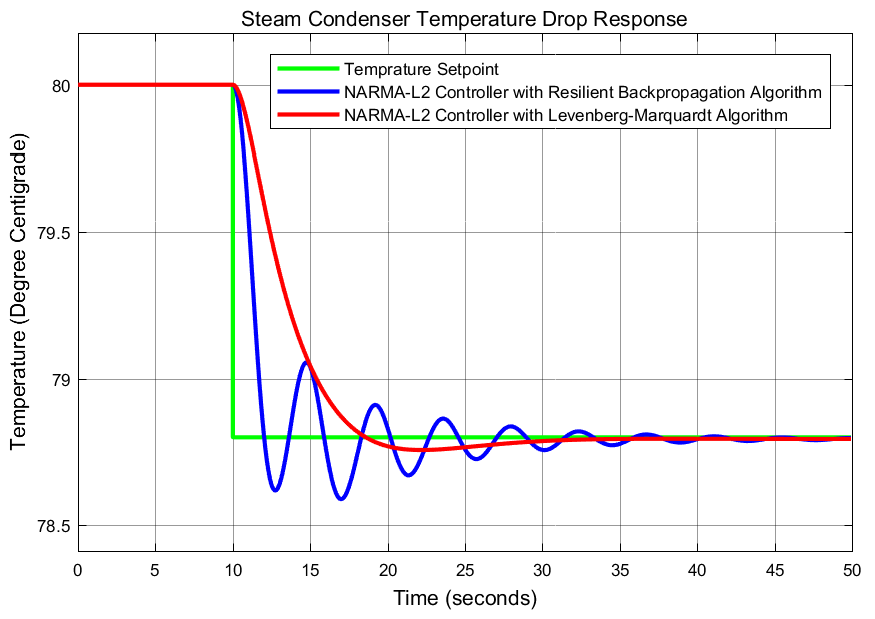 Steam Condenser Temperature Drop Response
Temprature Setpoint
NARMA-L2 Controller with Resilient Backpropagation Algorithm
NARMA-L2 Controller with Levenberg-Marquardt Algorithm
Temperature (Degree Centigrade)
80
79.5
79
78.5
0 5 10 15 20 25 30 35 40 45 50
Time (seconds)